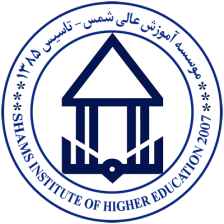 موسسه آموزش عالی شمس - تاسیس ۱۳۸۵
SHAMS INSTITUTE OF HIGHER EDUCATION 2007